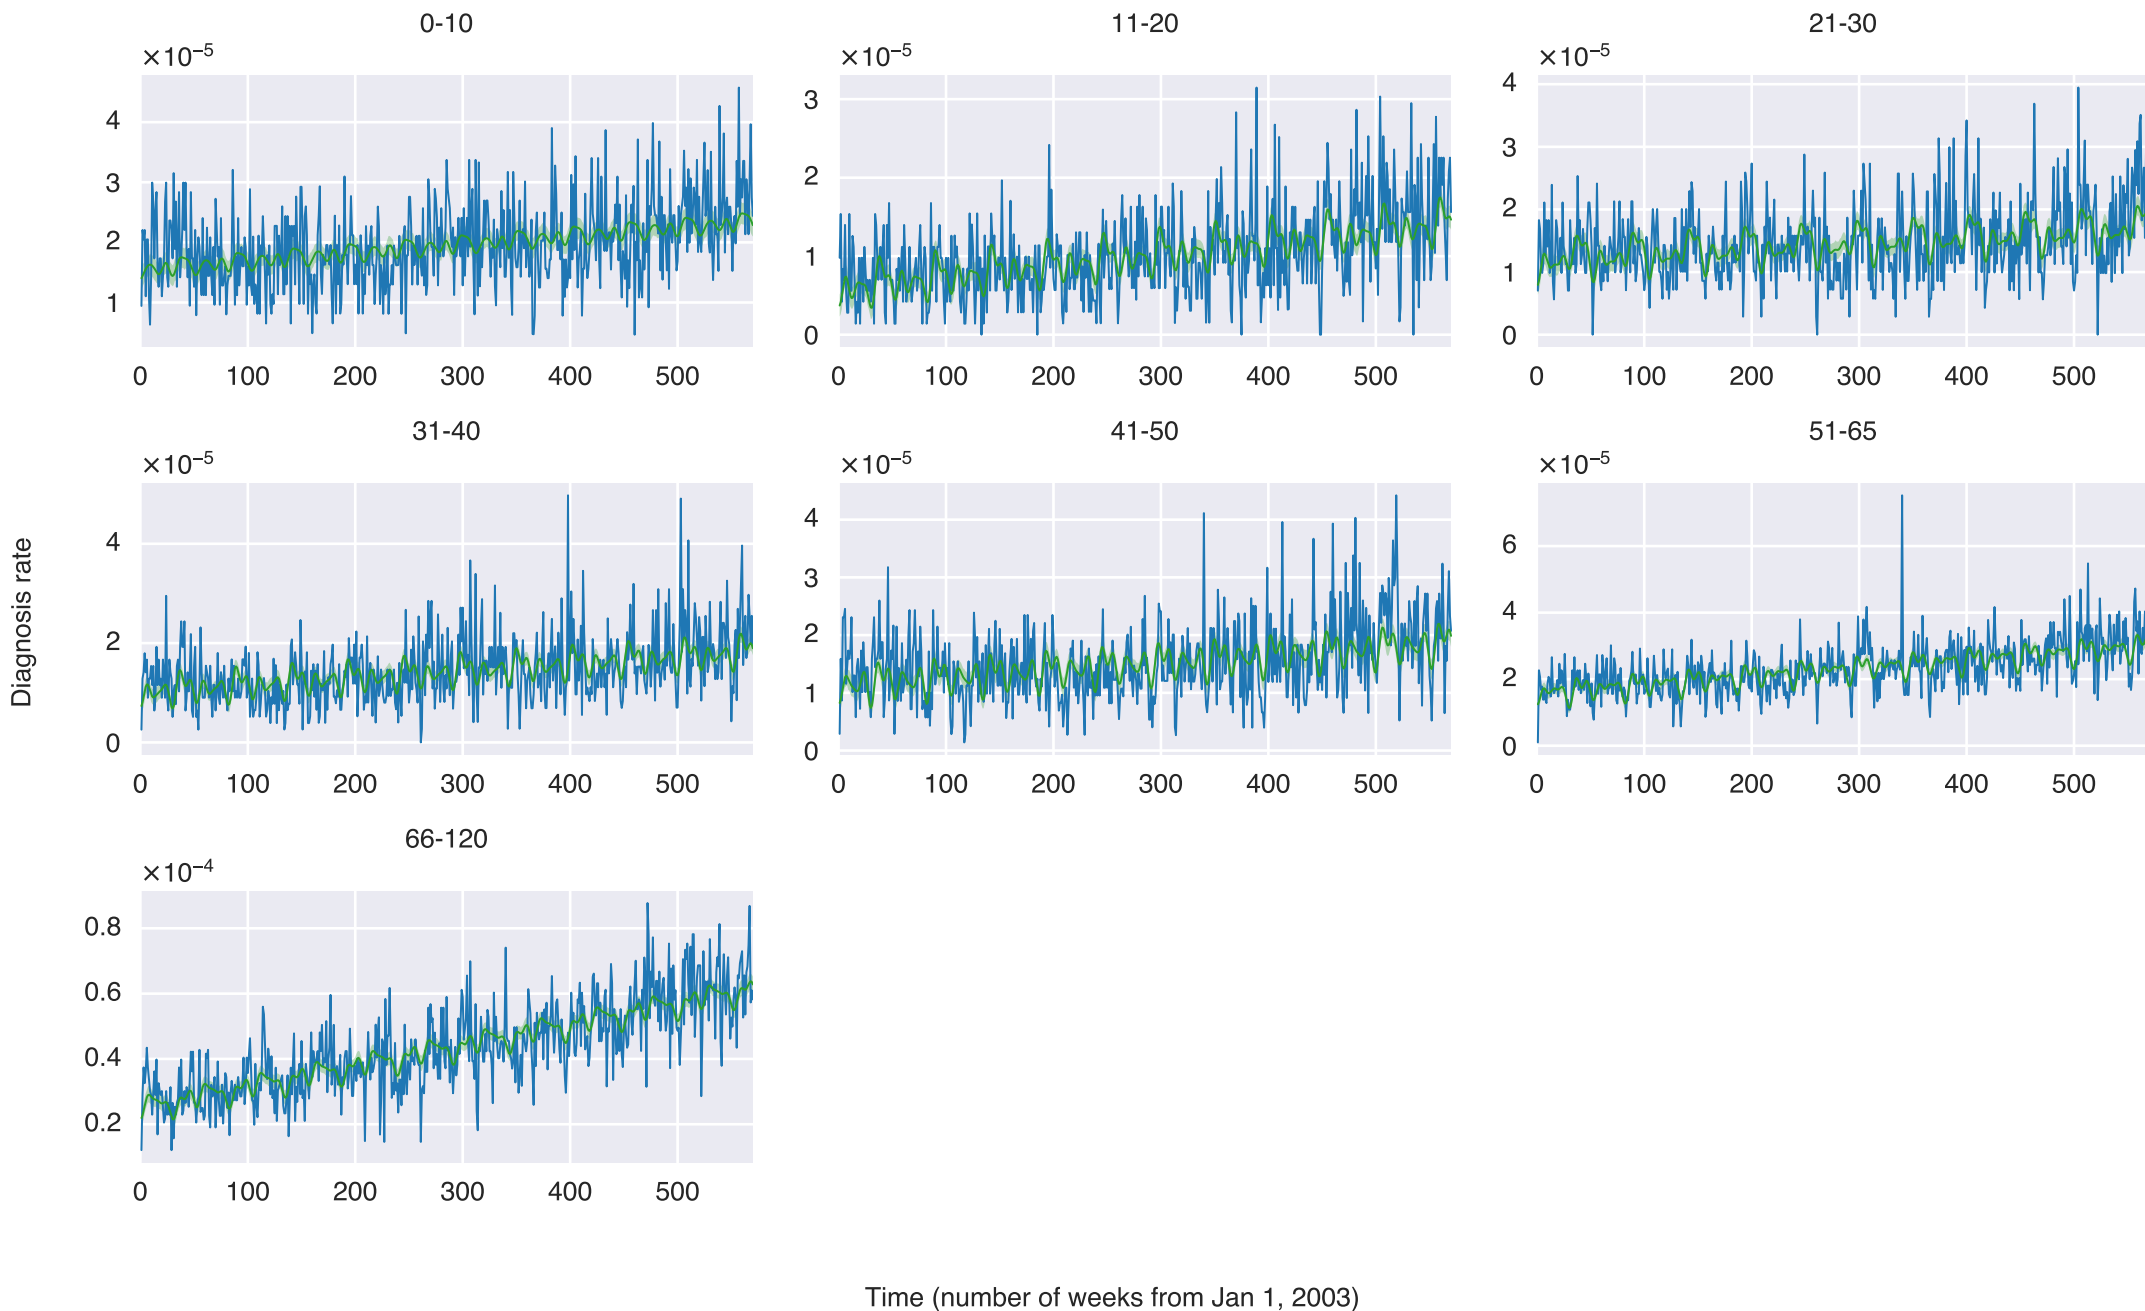 0-10 11-20 21-30
×10⁻⁵ ×10⁻⁵ ×10⁻⁵
4 3 2 1
3 2 1 0
4 3 2 1 0
0 100 200 300 400 500
0 100 200 300 400 500
0 100 200 300 400 500
31-40 41-50 51-65
×10⁻⁵ ×10⁻⁵ ×10⁻⁵
Diagnosis rate
4 2 0
4 3 2 1 0
6 4 2 0
0 100 200 300 400 500
0 100 200 300 400 500
0 100 200 300 400 500
66-120
×10⁻⁴
0.8 0.6 0.4 0.2
0 100 200 300 400 500
Time (number of weeks from Jan 1, 2003)